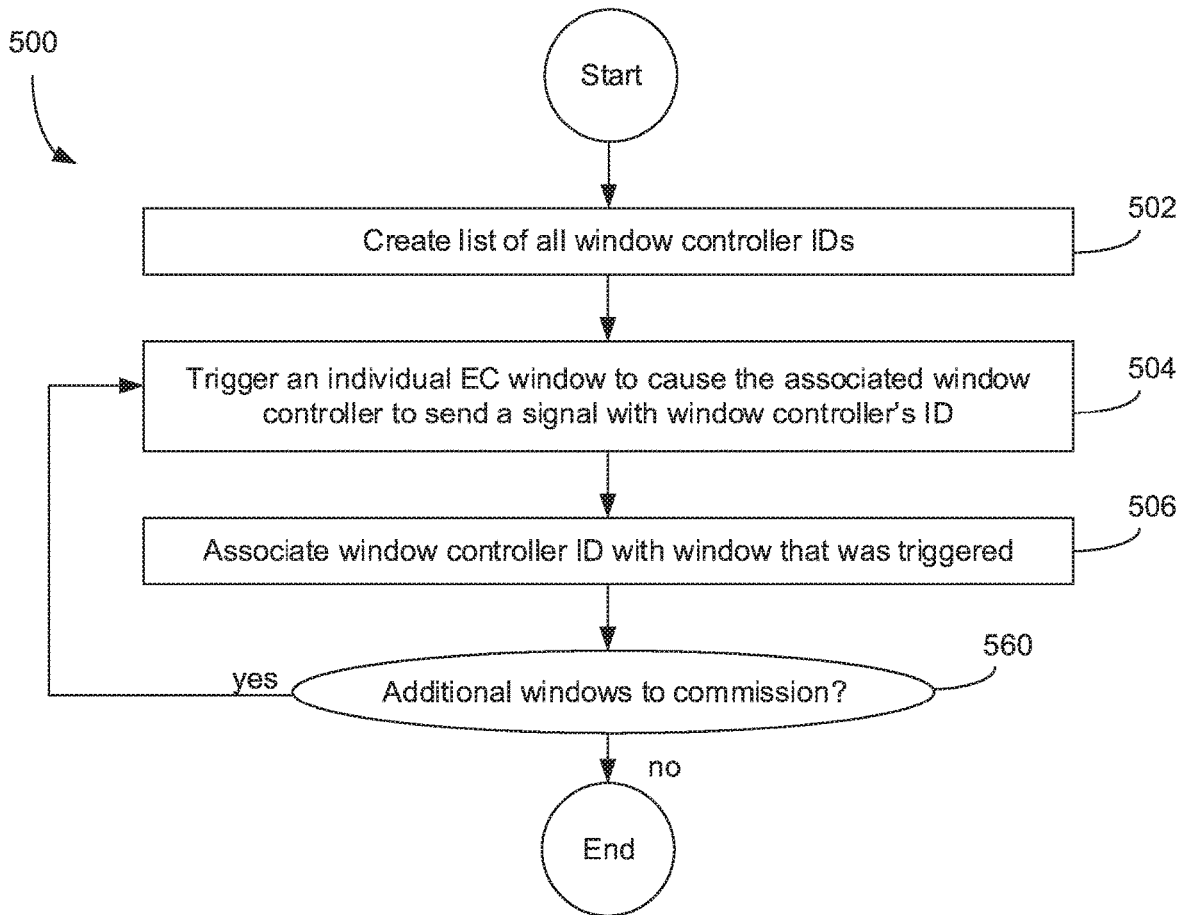 500
Start
502
Create list of all window controller IDs
504
Trigger an individual EC window to cause the associated window
controller to send a signal with window controller's ID
506
Associate window controller ID with window that was triggered
560
yes
Additional windows to commission?
no
End